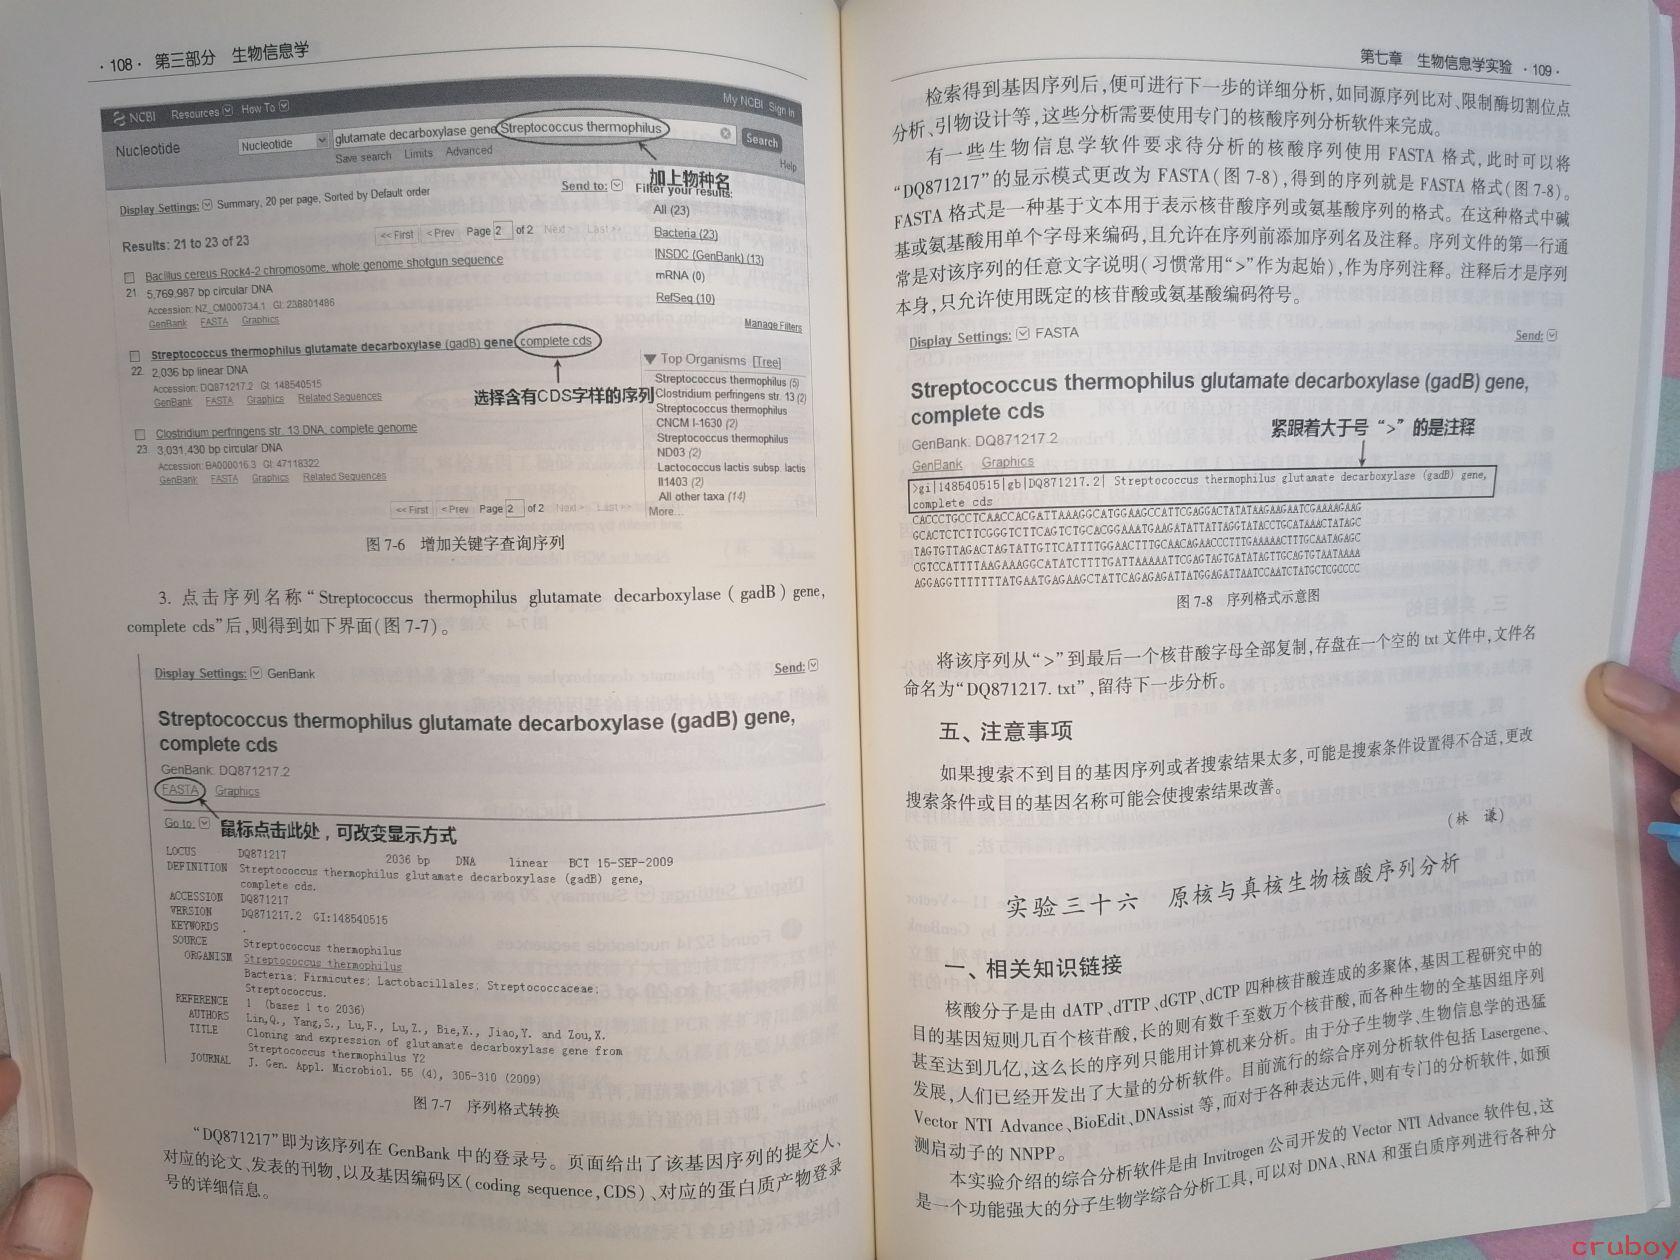 · 108 · 第三部分 生物信息学
NCBI Resources How To My NCBI Sign In
Nucleotide Nucleotide glutamate decarboxylase gene Streptococcus thermophilus Search
Save search Limits Advanced Help
加上物种名
Display Settings: Summary, 20 per page, Sorted by Default order Send to: Filter your results:
All (23)
Results: 21 to 23 of 23 << First < Prev Page 2 of 2 Next > Last >>
Bacteria (23)
INSDC (GenBank) (13)
mRNA (0)
RefSeq (10)
Manage Filters
Bacillus cereus Rock4-2 chromosome, whole genome shotgun sequence
21 5,769,987 bp circular DNA
Accession: NZ_CM000734.1 GI: 238801486
GenBank FASTA Graphics
Streptococcus thermophilus glutamate decarboxylase (gadB) gene, complete cds
22. 2,036 bp linear DNA
Accession: DQ871217.2 GI: 148540515
GenBank FASTA Graphics Related Sequences
选择含有CDS字样的序列
Clostridium perfringens str. 13 DNA, complete genome
23. 3,031,430 bp circular DNA
Accession: BA000016.3 GI: 47118322
GenBank FASTA Graphics Related Sequences
<< First < Prev Page 2 of 2 Next > Last >>
Top Organisms [Tree]
Streptococcus thermophilus (5)
Clostridium perfringens str. 13 (2)
Streptococcus thermophilus
CNCM I-1630 (2)
Streptococcus thermophilus
ND03 (2)
Lactococcus lactis subsp. lactis
Il1403 (2)
All other taxa (14)
More...
图 7-6 增加关键字查询序列
3. 点击序列名称“Streptococcus thermophilus glutamate decarboxylase ( gadB ) gene,
complete cds”后,则得到如下界面(图 7-7)。
Display Settings: GenBank Send:
Streptococcus thermophilus glutamate decarboxylase (gadB) gene,
complete cds
GenBank: DQ871217.2
FASTA Graphics
Go to: 鼠标点击此处，可改变显示方式
LOCUS DQ871217 2036 bp DNA linear BCT 15-SEP-2009
DEFINITION Streptococcus thermophilus glutamate decarboxylase (gadB) gene,
complete cds.
ACCESSION DQ871217
VERSION DQ871217.2 GI:148540515
KEYWORDS .
SOURCE Streptococcus thermophilus
ORGANISM Streptococcus thermophilus
Bacteria; Firmicutes; Lactobacillales; Streptococcaceae;
Streptococcus.
REFERENCE 1 (bases 1 to 2036)
AUTHORS Lin,Q., Yang,S., Lu,F., Lu,Z., Bie,X., Jiao,Y. and Zou,X.
TITLE Cloning and expression of glutamate decarboxylase gene from
Streptococcus thermophilus Y2
JOURNAL J. Gen. Appl. Microbiol. 55 (4), 305-310 (2009)
图 7-7 序列格式转换
“DQ871217”即为该序列在 GenBank 中的登录号。页面给出了该基因序列的提交人、
对应的论文、发表的刊物,以及基因编码区(coding sequence,CDS)、对应的蛋白质产物登录
号的详细信息。
第七章 生物信息学实验 · 109 ·
检索得到基因序列后,便可进行下一步的详细分析,如同源序列比对、限制酶切割位点
分析、引物设计等,这些分析需要使用专门的核酸序列分析软件来完成。
有一些生物信息学软件要求待分析的核酸序列使用 FASTA 格式,此时可以将
“DQ871217”的显示模式更改为 FASTA(图 7-8),得到的序列就是 FASTA 格式(图 7-8)。
FASTA 格式是一种基于文本用于表示核苷酸序列或氨基酸序列的格式。在这种格式中碱
基或氨基酸用单个字母来编码,且允许在序列前添加序列名及注释。序列文件的第一行通
常是对该序列的任意文字说明(习惯常用“>”作为起始),作为序列注释。注释后才是序列
本身,只允许使用既定的核苷酸或氨基酸编码符号。
Display Settings: FASTA Send:
Streptococcus thermophilus glutamate decarboxylase (gadB) gene,
complete cds
GenBank: DQ871217.2 紧跟着大于号“>”的是注释
GenBank Graphics
>gi|148540515|gb|DQ871217.2| Streptococcus thermophilus glutamate decarboxylase (gadB) gene,
complete cds
图 7-8 序列格式示意图
将该序列从“>”到最后一个核苷酸字母全部复制,存盘在一个空的 txt 文件中,文件名
命名为“DQ871217. txt”,留待下一步分析。
五、注意事项
如果搜索不到目的基因序列或者搜索结果太多,可能是搜索条件设置得不合适,更改
搜索条件或目的基因名称可能会使搜索结果改善。
(林 谦)
实验三十六 原核与真核生物核酸序列分析
一、相关知识链接
核酸分子是由 dATP、dTTP、dGTP、dCTP 四种核苷酸连成的多聚体,基因工程研究中的
目的基因短则几百个核苷酸,长的则有数千至数万个核苷酸,而各种生物的全基因组序列
甚至达到几亿,这么长的序列只能用计算机来分析。由于分子生物学、生物信息学的迅猛
发展,人们已经开发出了大量的分析软件。目前流行的综合序列分析软件包括 Lasergene、
Vector NTI Advance、BioEdit、DNAssist 等,而对于各种表达元件,则有专门的分析软件,如预
测启动子的 NNPP。
本实验介绍的综合分析软件是由 Invitrogen 公司开发的 Vector NTI Advance 软件包,这
是一个功能强大的分子生物学综合分析工具,可以对 DNA、RNA 和蛋白质序列进行各种分
cruboy